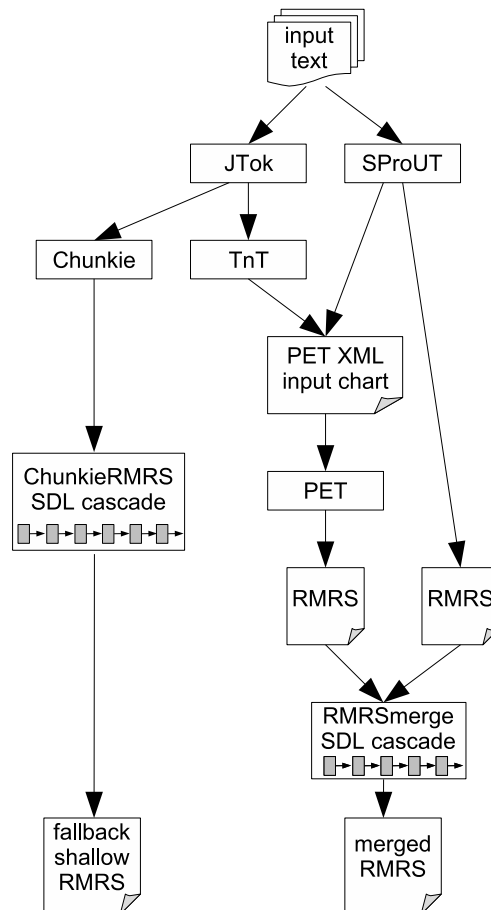 input
text
JTok
SProUT
Chunkie
TnT
PET XML
input chart
ChunkieRMRS
SDL cascade
PET
RMRS
RMRS
RMRSmerge
SDL cascade
fallback
shallow
RMRS
merged
RMRS